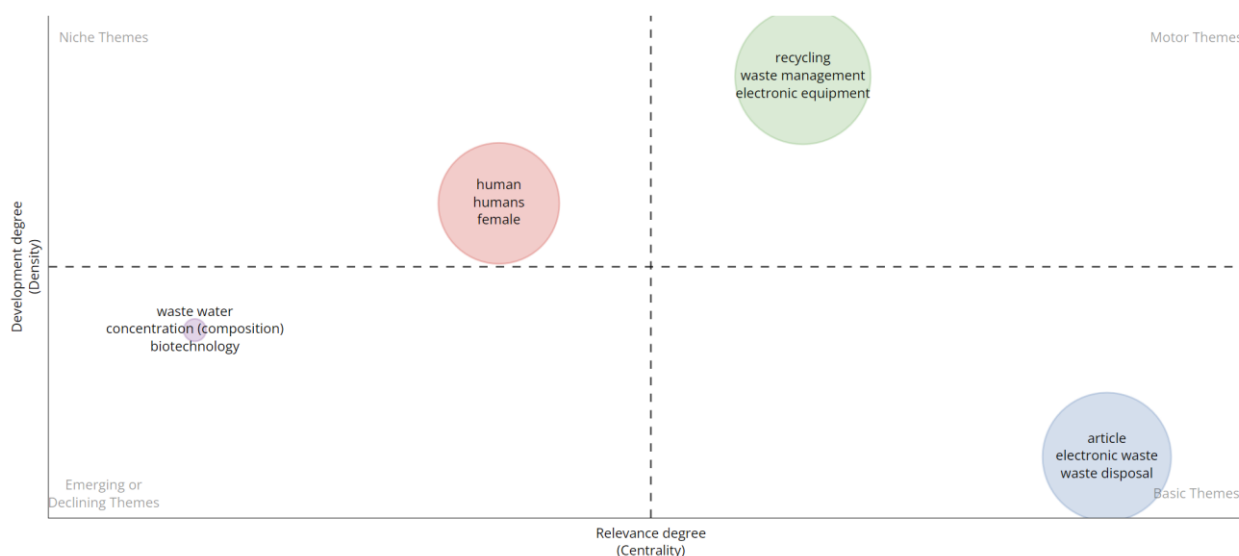 Niche Themes
Motor Themes
recycling
waste management
electronic equipment
human
humans
female
Development degree
(Density)
waste water
concentration (composition)
biotechnology
article
electronic waste
waste disposal
Emerging or
Declining Themes
Basic Themes
Relevance degree
(Centrality)